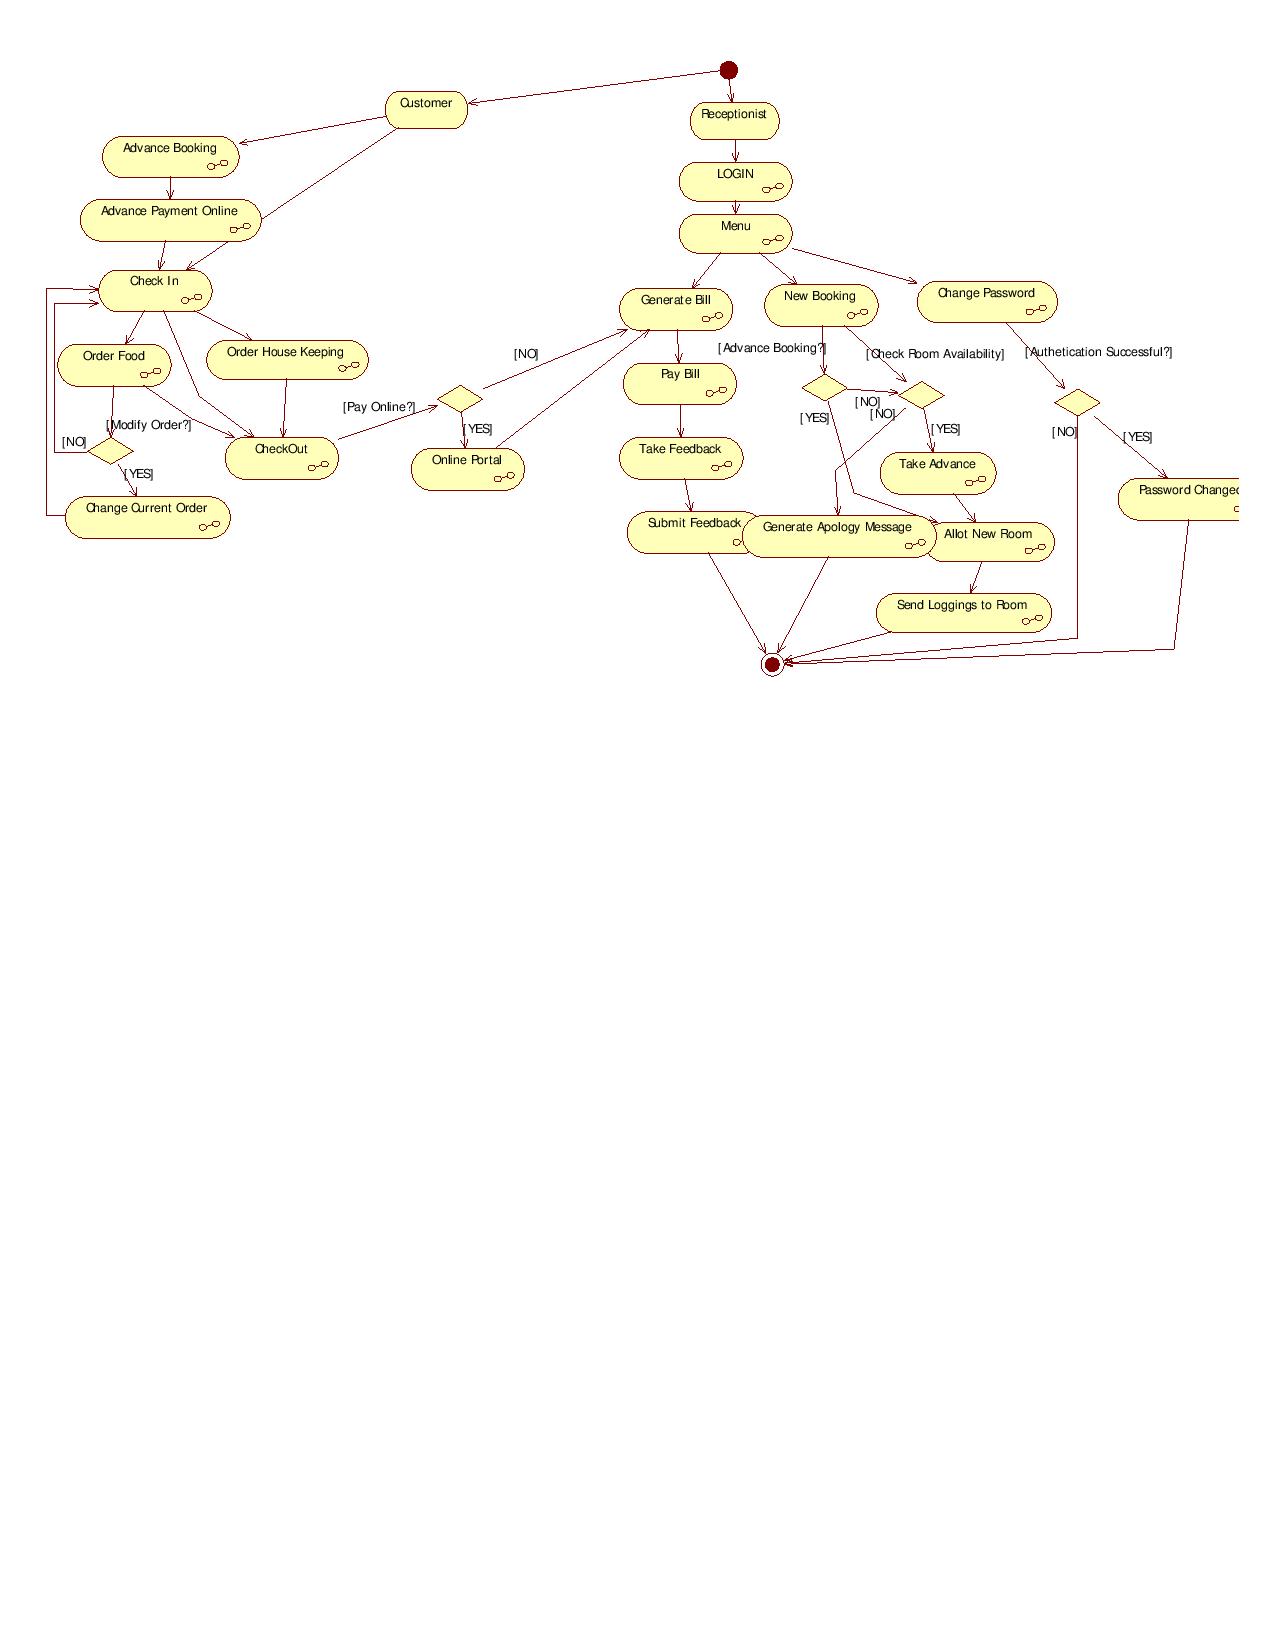 Customer
Receptionist
Advance Booking
LOGIN
Advance Payment Online
Menu
Check In
Generate Bill
New Booking
Change Password
Order Food
Order House Keeping
[NO]
[Advance Booking?]
[Check Room Availability]
[Authetication Successful?]
Pay Bill
[Pay Online?]
[NO]
[NO]
[YES]
[Modify Order?]
[YES]
[YES]
[NO]
[YES]
[NO]
CheckOut
Online Portal
Take Feedback
Take Advance
[YES]
Password Changed
Change Current Order
Submit Feedback
Generate Apology Message
Allot New Room
Send Loggings to Room